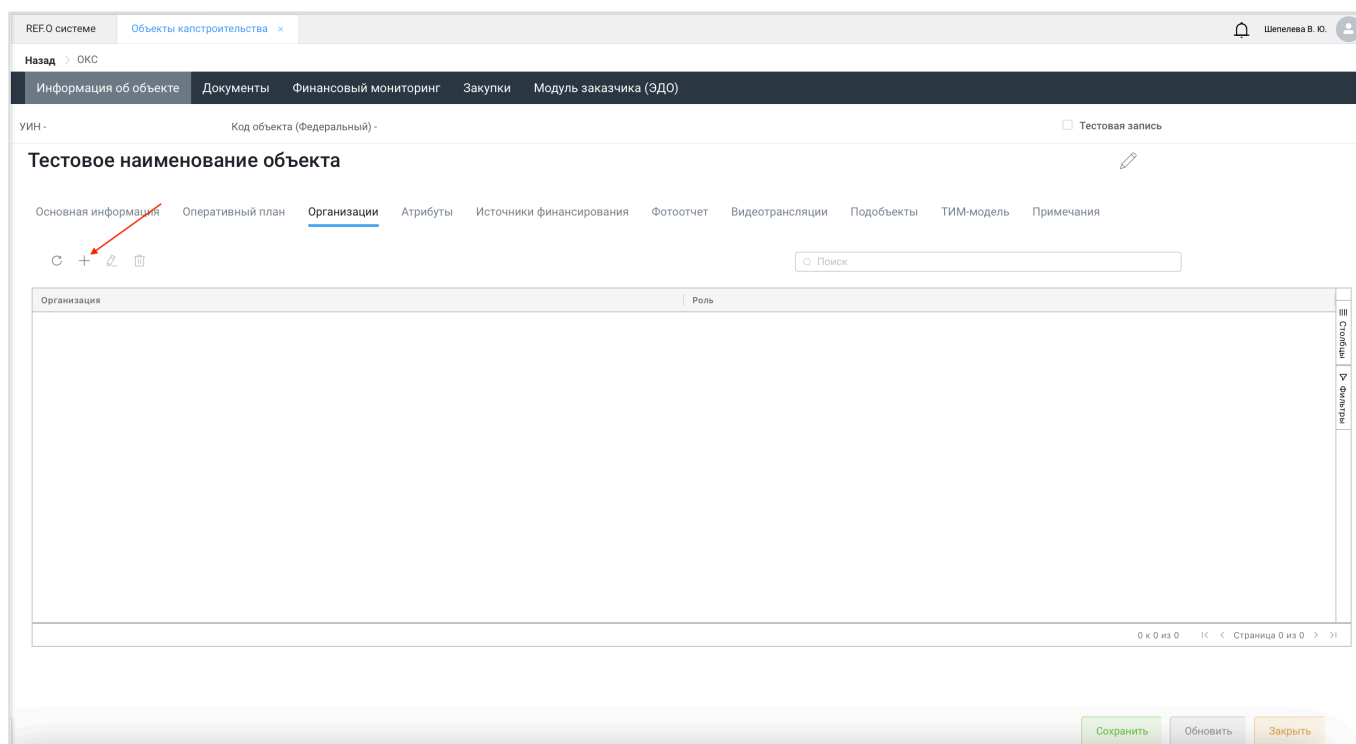 REF.О системе Объекты капстроительства ×
Шепелева В. Ю.
Назад > ОКС
Информация об объекте Документы Финансовый мониторинг Закупки Модуль заказчика (ЭДО)
УИН - Код объекта (Федеральный) - Тестовая запись
Тестовое наименование объекта
Основная информация Оперативный план Организации Атрибуты Источники финансирования Фотоотчет Видеотрансляции Подобъекты ТИМ-модель Примечания
Поиск
Организация Роль
Столбцы
Фильтры
0 к 0 из 0 Страница 0 из 0
Сохранить Обновить Закрыть